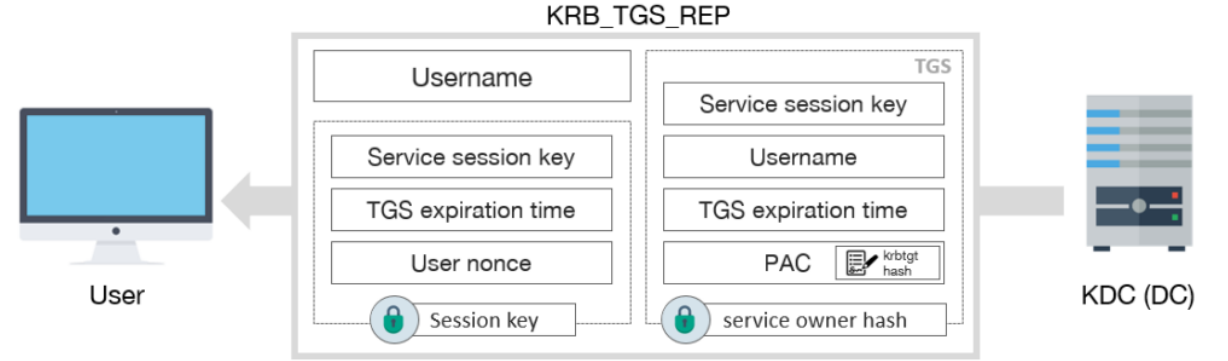 KRB_TGS_REP
Username
Service session key
TGS expiration time
User nonce
Session key
TGS
Service session key
Username
TGS expiration time
PAC
krbtgt
hash
service owner hash
User
KDC (DC)